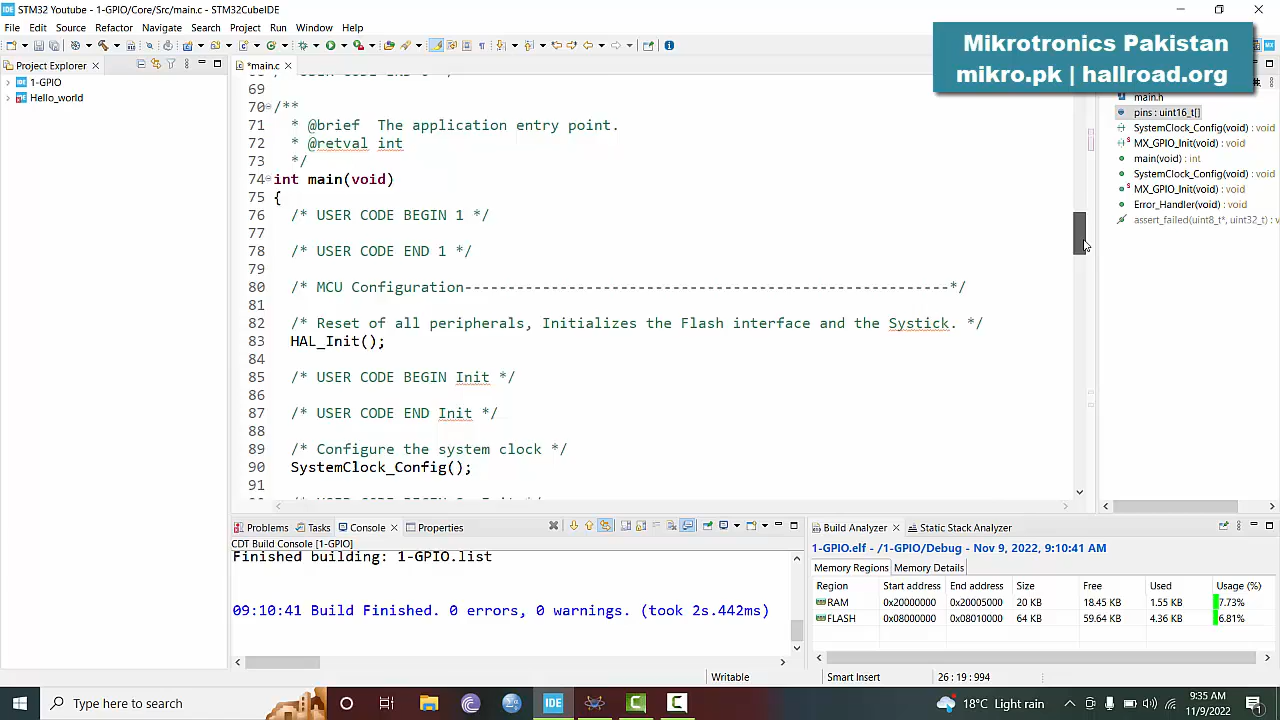 STM32 Youtube - 1-GPIO/Core/Src/main.c - STM32CubeIDE
File Edit Source Refactor Navigate Search Project Run Window Help
Mikrotronics Pakistan
mikro.pk | hallroad.org
Project Explorer
1-GPIO
Hello_world
*main.c
69
70 /**
71 * @brief The application entry point.
72 * @retval int
73 */
74 int main(void)
75 {
76 /* USER CODE BEGIN 1 */
77
78 /* USER CODE END 1 */
79
80 /* MCU Configuration--------------------------------------------------------*/
81
82 /* Reset of all peripherals, Initializes the Flash interface and the Systick. */
83 HAL_Init();
84
85 /* USER CODE BEGIN Init */
86
87 /* USER CODE END Init */
88
89 /* Configure the system clock */
90 SystemClock_Config();
91
main.h
pins : uint16_t[]
SystemClock_Config(void) : void
MX_GPIO_Init(void) : void
main(void) : int
SystemClock_Config(void) : void
MX_GPIO_Init(void) : void
Error_Handler(void) : void
assert_failed(uint8_t*, uint32_t) : void
Problems Tasks Console Properties
CDT Build Console [1-GPIO]
Finished building: 1-GPIO.list
09:10:41 Build Finished. 0 errors, 0 warnings. (took 2s.442ms)
Build Analyzer Static Stack Analyzer
1-GPIO.elf - /1-GPIO/Debug - Nov 9, 2022, 9:10:41 AM
Memory Regions Memory Details
Region Start address End address Size Free Used Usage (%)
RAM 0x20000000 0x20005000 20 KB 18.45 KB 1.55 KB 7.73%
FLASH 0x08000000 0x08010000 64 KB 59.64 KB 4.36 KB 6.81%
Writable Smart Insert 26 : 19 : 994
Type here to search
IDE
18°C Light rain
9:35 AM
11/9/2022